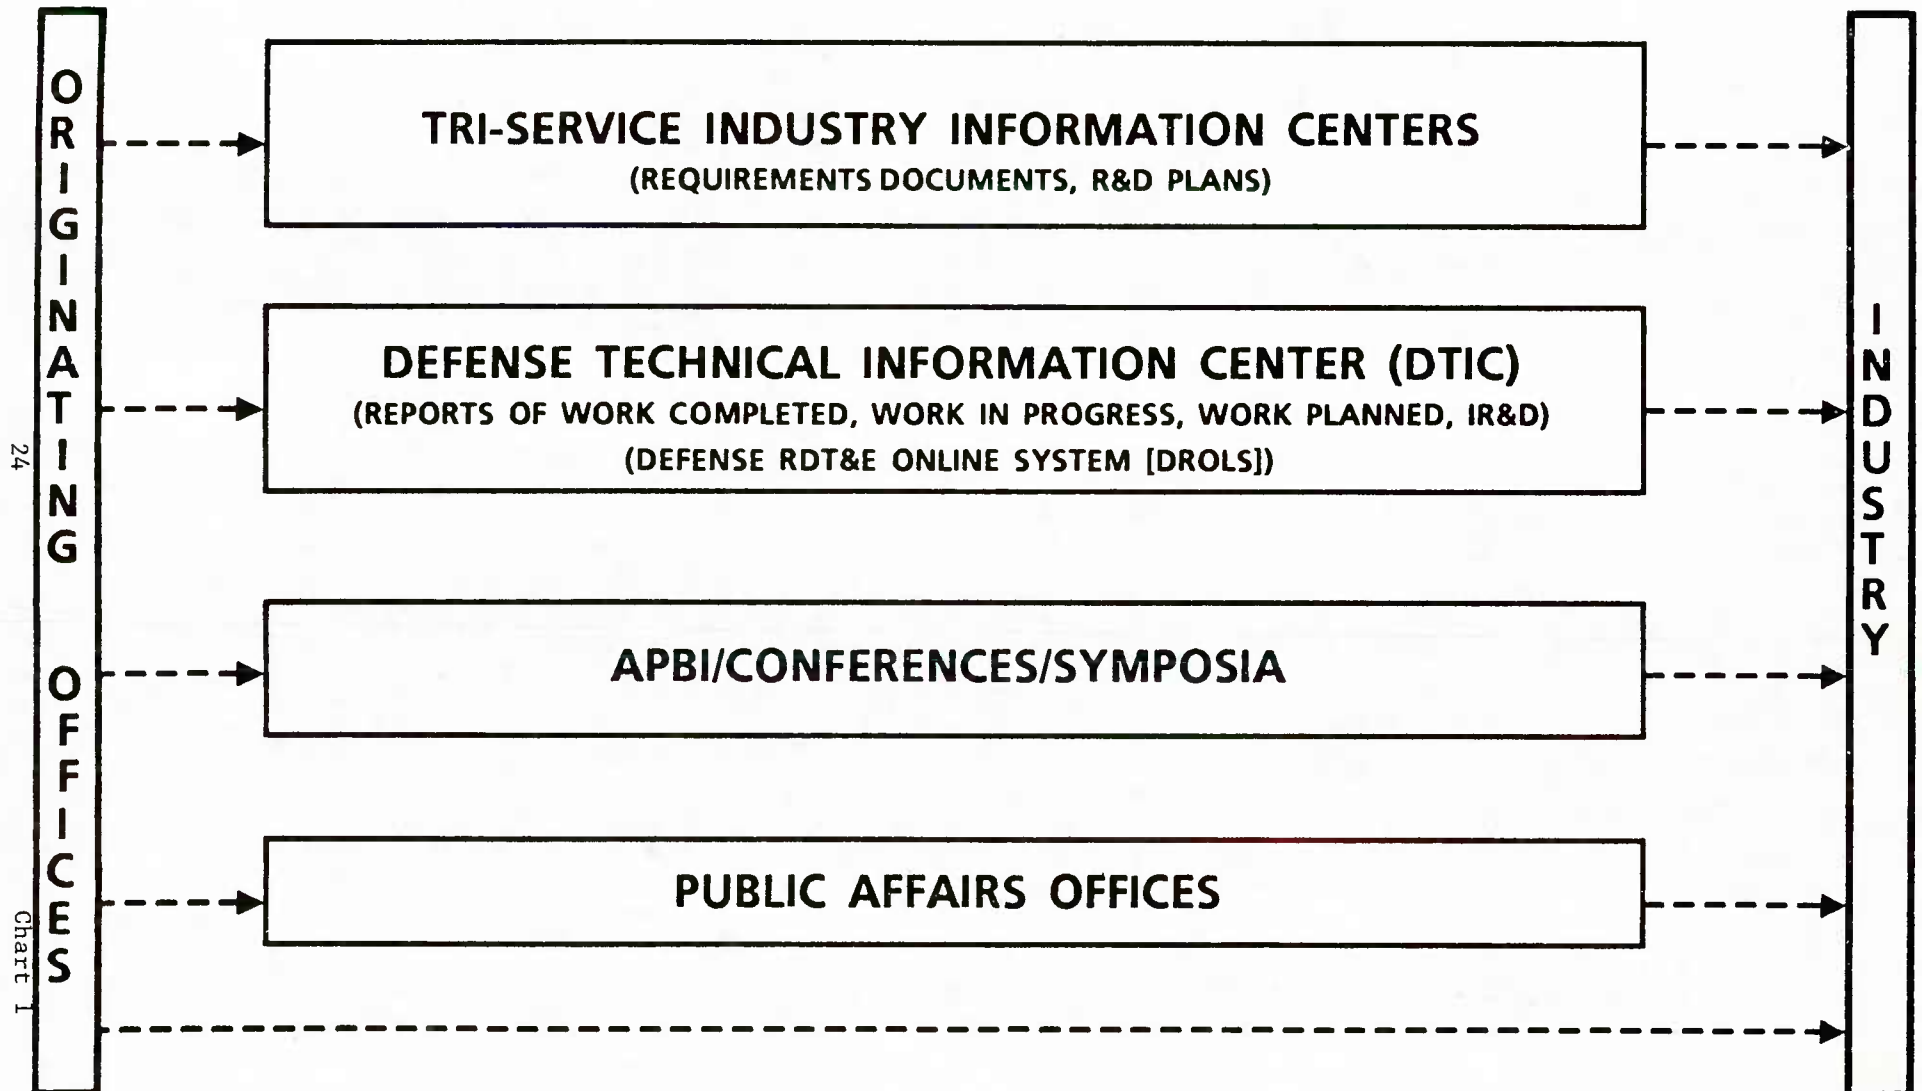 ORIGINATING OFFICES
TRI-SERVICE INDUSTRY INFORMATION CENTERS
(REQUIREMENTS DOCUMENTS, R&D PLANS)
DEFENSE TECHNICAL INFORMATION CENTER (DTIC)
(REPORTS OF WORK COMPLETED, WORK IN PROGRESS, WORK PLANNED, IR&D)
(DEFENSE RDT&E ONLINE SYSTEM [DROLS])
APBI/CONFERENCES/SYMPOSIA
PUBLIC AFFAIRS OFFICES
INDUSTRY
24
Chart 1